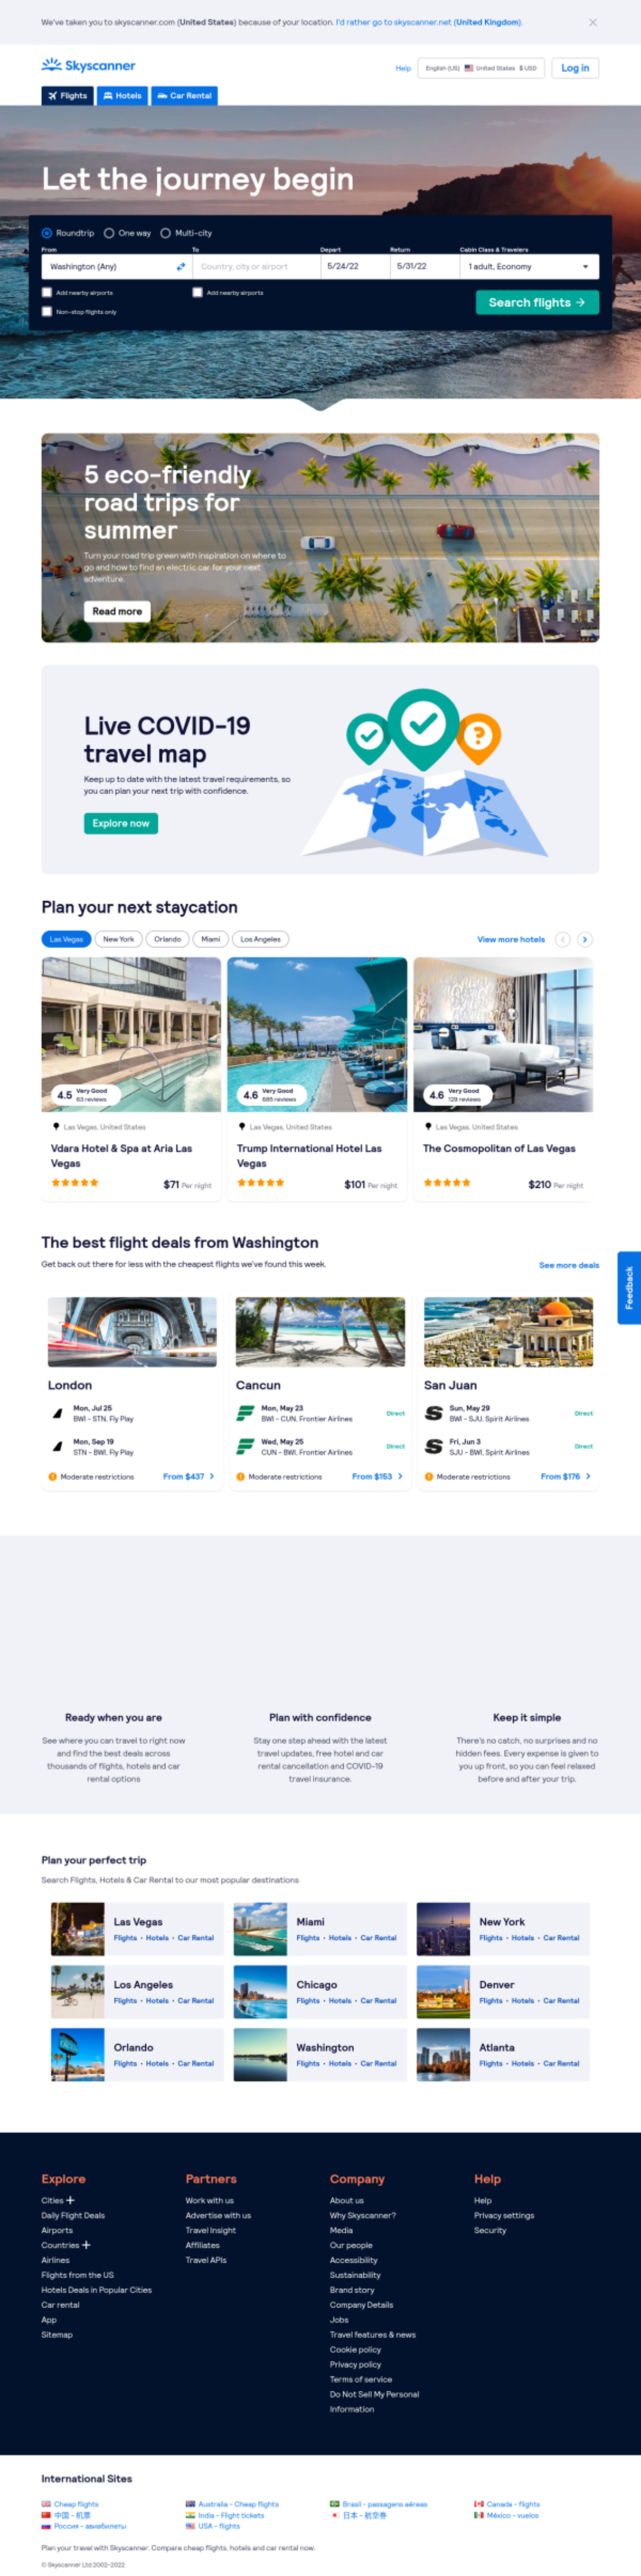 We've taken you to skyscanner.com (United States) because of your location. I'd rather go to skyscanner.net (United Kingdom).
Skyscanner
Help
English (US) United States $ USD
Log in
Flights
Hotels
Car Rental
Let the journey begin
Roundtrip One way Multi-city
From To Depart Return Cabin Class & Travelers
Washington (Any) Country, city or airport 5/24/22 5/31/22 1 adult, Economy
Add nearby airports Add nearby airports
Non-stop flights only
Search flights →
5 eco-friendly
road trips for
summer
Turn your road trip green with inspiration on where to
go and how to find an electric car for your next
adventure.
Read more
Live COVID-19
travel map
Keep up to date with the latest travel requirements, so
you can plan your next trip with confidence.
Explore now
Plan your next staycation
Las Vegas New York Orlando Miami Los Angeles
View more hotels
4.5 Very Good
63 reviews
Las Vegas, United States
Vdara Hotel & Spa at Aria Las
Vegas
$71 Per night
4.6 Very Good
685 reviews
Las Vegas, United States
Trump International Hotel Las
Vegas
$101 Per night
4.6 Very Good
129 reviews
Las Vegas, United States
The Cosmopolitan of Las Vegas
$210 Per night
The best flight deals from Washington
Get back out there for less with the cheapest flights we've found this week.
See more deals
Feedback
London
Mon, Jul 25
BWI - STN, Fly Play
Mon, Sep 19
STN - BWI, Fly Play
Moderate restrictions From $437
Cancun
Mon, May 23
BWI - CUN, Frontier Airlines Direct
Wed, May 25
CUN - BWI, Frontier Airlines Direct
Moderate restrictions From $153
San Juan
Sun, May 29
BWI - SJU, Spirit Airlines Direct
Fri, Jun 3
SJU - BWI, Spirit Airlines Direct
Moderate restrictions From $176
Ready when you are
See where you can travel to right now
and find the best deals across
thousands of flights, hotels and car
rental options
Plan with confidence
Stay one step ahead with the latest
travel updates, free hotel and car
rental cancellation and COVID-19
travel insurance.
Keep it simple
There's no catch, no surprises and no
hidden fees. Every expense is given to
you up front, so you can feel relaxed
before and after your trip.
Plan your perfect trip
Search Flights, Hotels & Car Rental to our most popular destinations
Las Vegas
Flights · Hotels · Car Rental
Miami
Flights · Hotels · Car Rental
New York
Flights · Hotels · Car Rental
Los Angeles
Flights · Hotels · Car Rental
Chicago
Flights · Hotels · Car Rental
Denver
Flights · Hotels · Car Rental
Orlando
Flights · Hotels · Car Rental
Washington
Flights · Hotels · Car Rental
Atlanta
Flights · Hotels · Car Rental
Explore
Cities +
Daily Flight Deals
Airports
Countries +
Airlines
Flights from the US
Hotels Deals in Popular Cities
Car rental
App
Sitemap
Partners
Work with us
Advertise with us
Travel Insight
Affiliates
Travel APIs
Company
About us
Why Skyscanner?
Media
Our people
Accessibility
Sustainability
Brand story
Company Details
Jobs
Travel features & news
Cookie policy
Privacy policy
Terms of service
Do Not Sell My Personal
Information
Help
Help
Privacy settings
Security
International Sites
Cheap flights
中国 - 机票
Россия - авиабилеты
Australia - Cheap flights
India - Flight tickets
USA - flights
Brasil - passagens aéreas
日本 - 航空券
Canada - flights
México - vuelos
Plan your travel with Skyscanner. Compare cheap flights, hotels and car rental now.
© Skyscanner Ltd 2002-2022